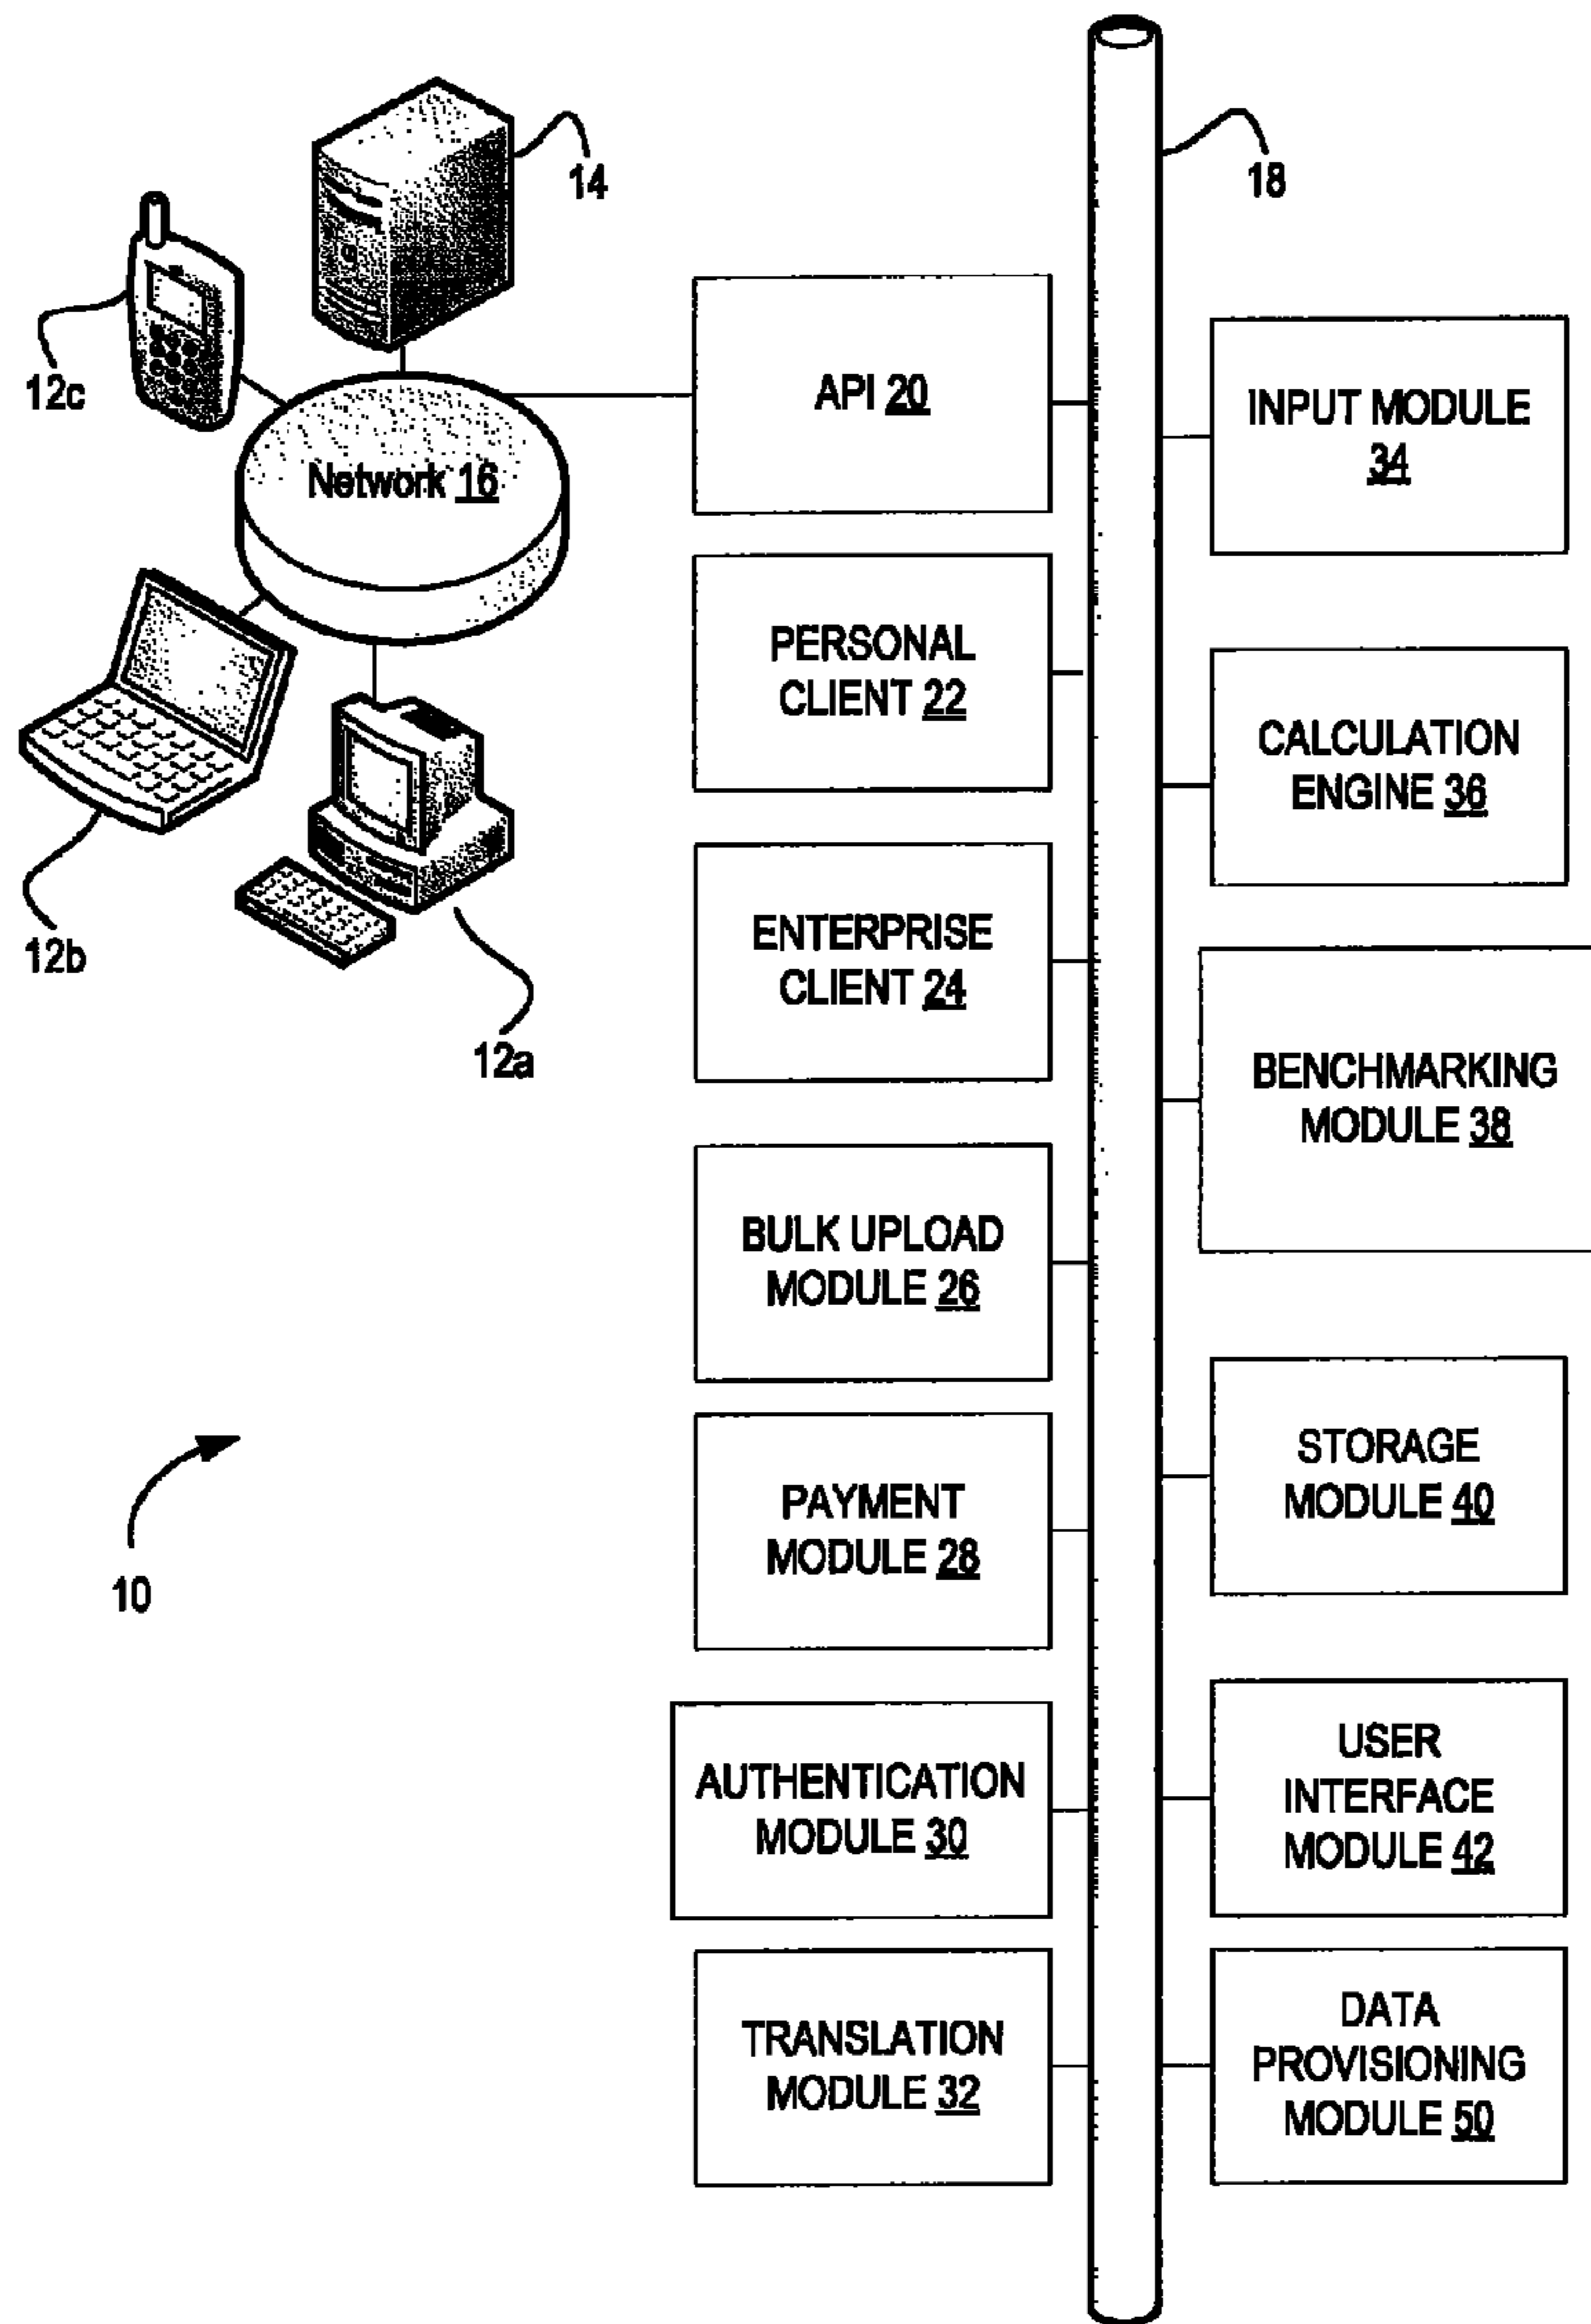 14
18
12c
Network 16
12b
12a
10
API 20
PERSONAL
CLIENT 22
ENTERPRISE
CLIENT 24
BULK UPLOAD
MODULE 26
PAYMENT
MODULE 28
AUTHENTICATION
MODULE 30
TRANSLATION
MODULE 32
INPUT MODULE
34
CALCULATION
ENGINE 36
BENCHMARKING
MODULE 38
STORAGE
MODULE 40
USER
INTERFACE
MODULE 42
DATA
PROVISIONING
MODULE 50